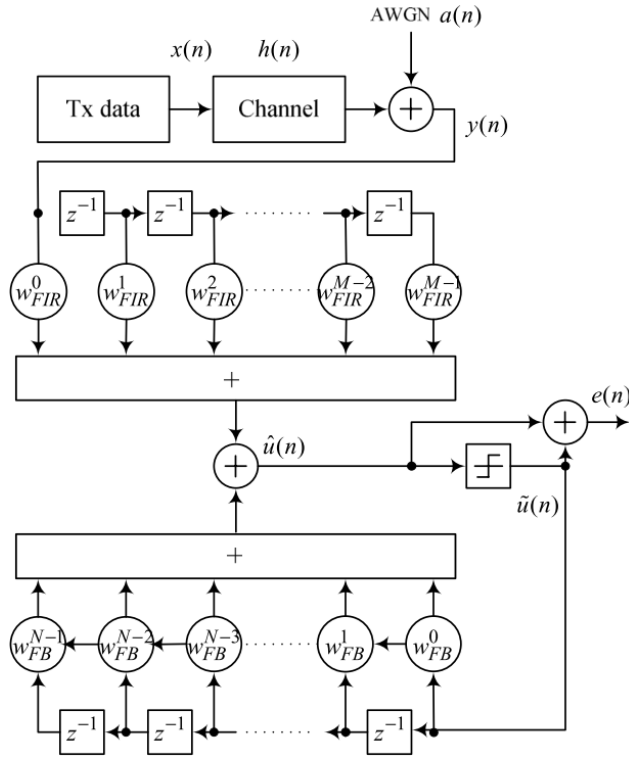 AWGN a(n)
x(n) h(n)
Tx data Channel + y(n)
z⁻¹ z⁻¹ ........ z⁻¹
w_{FIR}^{0} w_{FIR}^{1} w_{FIR}^{2} ........ w_{FIR}^{M-2} w_{FIR}^{M-1}
+
e(n)
+
+ û(n)
ũ(n)
+
w_{FB}^{N-1} w_{FB}^{N-2} w_{FB}^{N-3} ........ w_{FB}^{1} w_{FB}^{0}
z⁻¹ z⁻¹ ........ z⁻¹